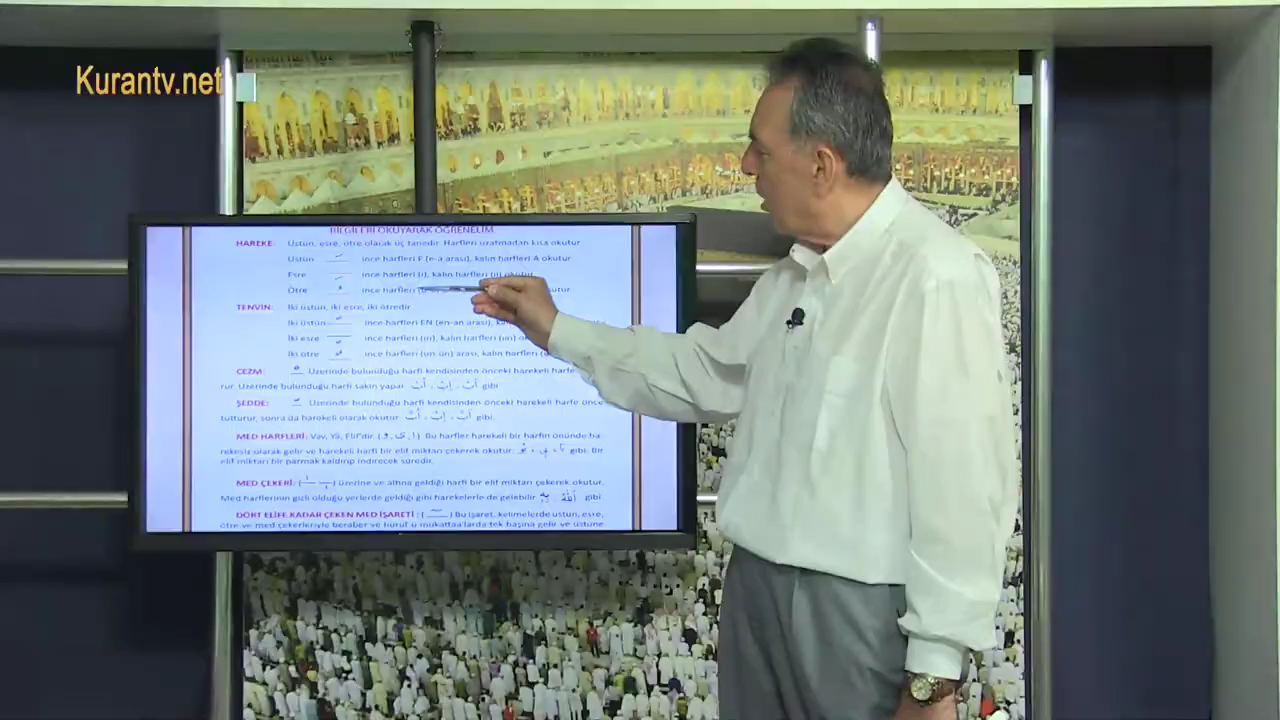 Kurantv.net
BİLGİLERİ OKUYARAK ÖĞRENELİM
HAREKE: Üstün, esre, ötre olarak üç tanedir. Harfleri uzatmadan kısa okutur.
Üstün ince harfleri E (e-a arası), kalın harfleri A okutur.
Esre ince harfleri (i), kalın harfleri (ıı) okutur.
Ötre ince harfleri
TENVİN: İki üstün, iki esre, iki ötredir.
İki üstün ince harfleri EN (en-an arası),
İki esre ince harfleri (in), kalın harfleri (ıın)
İki ötre ince harfleri (un-ün) arası, kalın harfleri
CEZM: Üzerinde bulunduğu harfi kendisinden önceki harekeli harfe
rur. Üzerinde bulunduğu harfi sakin yapar. اَتْ ، اِتْ ، اُتْ gibi.
ŞEDDE: Üzerinde bulunduğu harfi kendisinden önceki harekeli harfe önce
tutturur, sonra da harekeli olarak okutur. gibi.
MED HARFLERİ: Vav, Yâ, Elif'dir. (ا, ى, و) Bu harfler harekeli bir harfin önünde ha-
rekesiz olarak gelir ve harekeli harfi bir elif miktarı çekerek okutur: gibi. Bir
elif miktarı bir parmak kaldırıp indirecek süredir.
MED ÇEKERİ: üzerine ve altına geldiği harfi bir elif miktarı çekerek okutur.
Med harflerinin gizli olduğu yerlerde geldiği gibi harekelerle de gelebilir. gibi.
DÖRT ELİFE KADAR ÇEKEN MED İŞARETİ: Bu işaret, kelimelerde üstün, esre,
ötre ve med çekerleriyle beraber ve huruf u mukattaa'larda tek başına gelir ve üstüne